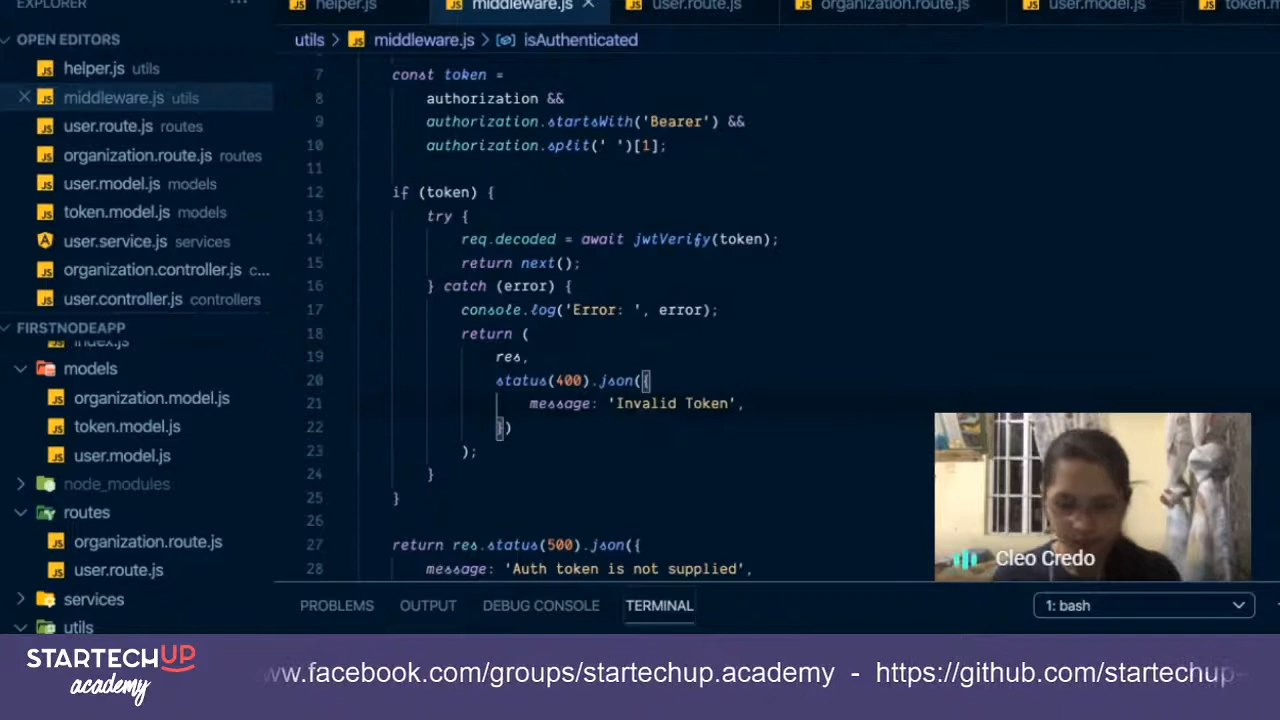 EXPLORER
helper.js
middleware.js
user.route.js
organization.route.js
user.model.js
OPEN EDITORS
helper.js utils
middleware.js utils
user.route.js routes
organization.route.js routes
user.model.js models
token.model.js models
user.service.js services
organization.controller.js c...
user.controller.js controllers
FIRSTNODEAPP
index.js
models
organization.model.js
token.model.js
user.model.js
node_modules
routes
organization.route.js
user.route.js
services
utils
utils > middleware.js > isAuthenticated
7 const token =
8 authorization &&
9 authorization.startsWith('Bearer') &&
10 authorization.split(' ')[1];
11
12 if (token) {
13 try {
14 req.decoded = await jwtVerify(token);
15 return next();
16 } catch (error) {
17 console.log('Error: ', error);
18 return (
19 res,
20 status(400).json({
21 message: 'Invalid Token',
22 })
23 );
24 }
25 }
26
27 return res.status(500).json({
28 message: 'Auth token is not supplied',
Cleo Credo
PROBLEMS OUTPUT DEBUG CONSOLE TERMINAL
1: bash
STARTECHUP
academy
w.facebook.com/groups/startechup.academy - https://github.com/startechup-